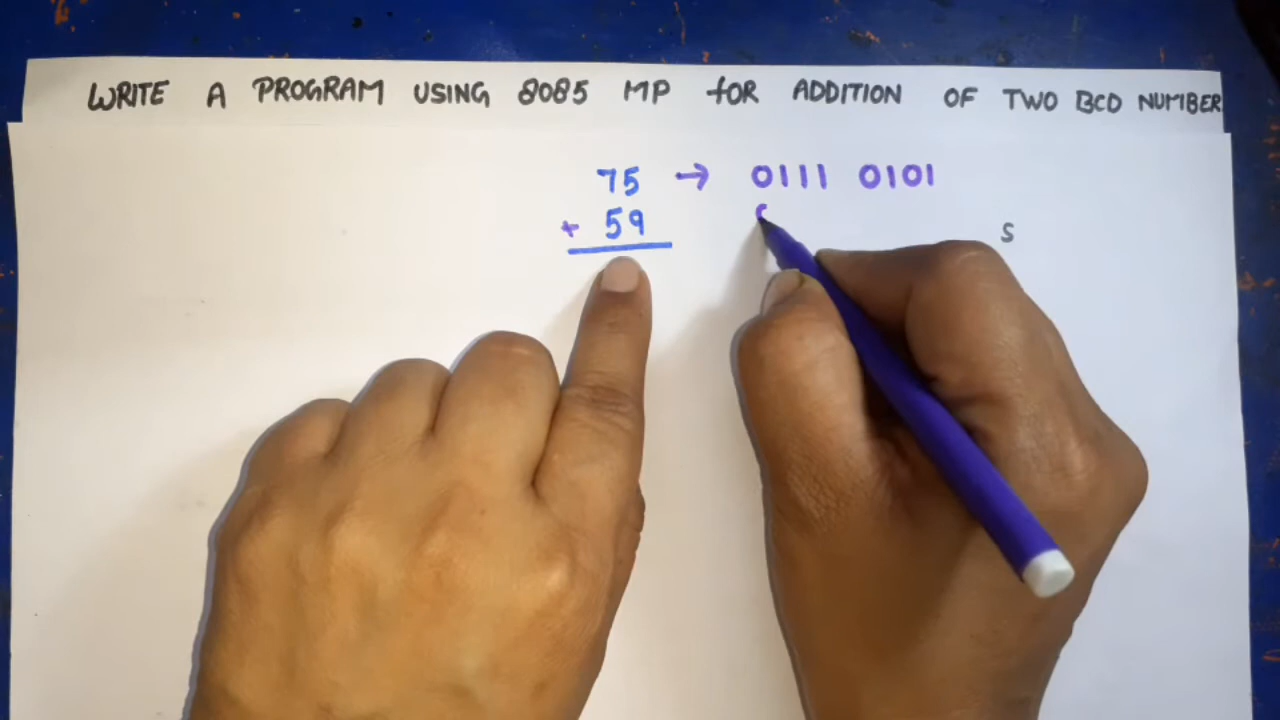 WRITE A PROGRAM USING 8085 MP FOR ADDITION OF TWO BCD NUMBER
75 → 0111 0101
+ 59
S